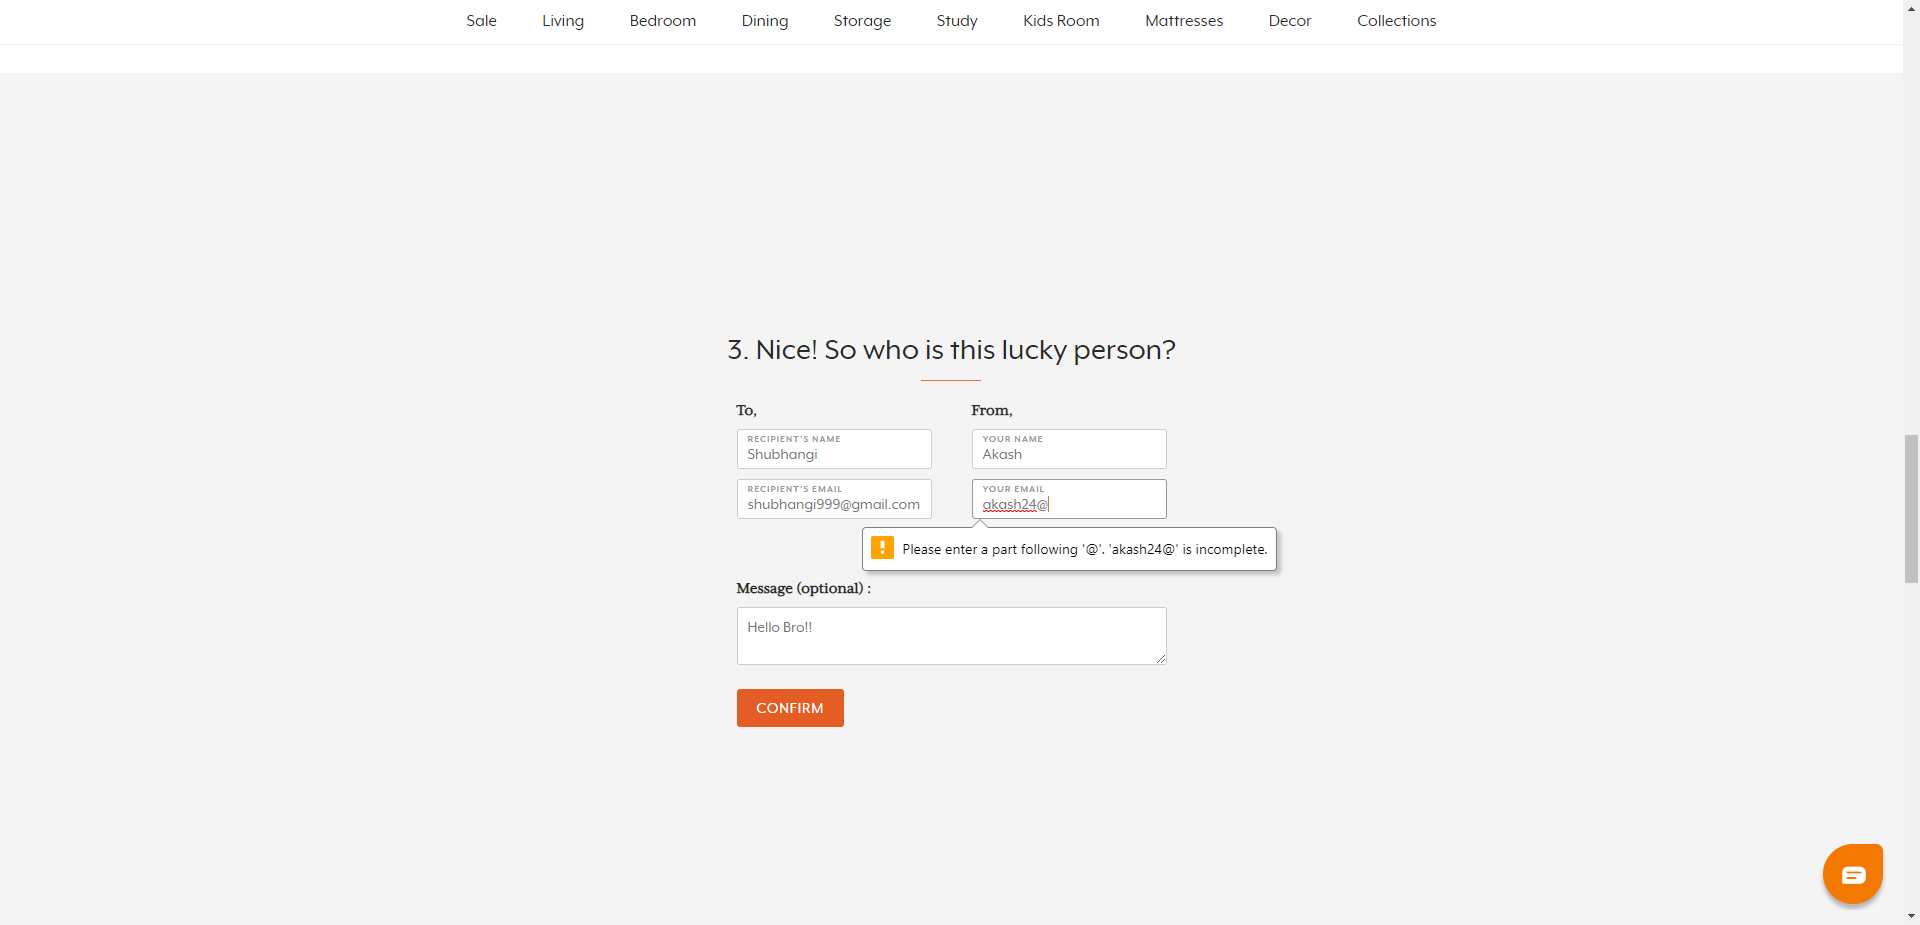 Sale Living Bedroom Dining Storage Study Kids Room Mattresses Decor Collections
3. Nice! So who is this lucky person?
To, From,
RECIPIENT'S NAME YOUR NAME
Shubhangi Akash
RECIPIENT'S EMAIL YOUR EMAIL
shubhangi999@gmail.com akash24@
Please enter a part following '@'. 'akash24@' is incomplete.
Message (optional) :
Hello Bro!!
CONFIRM